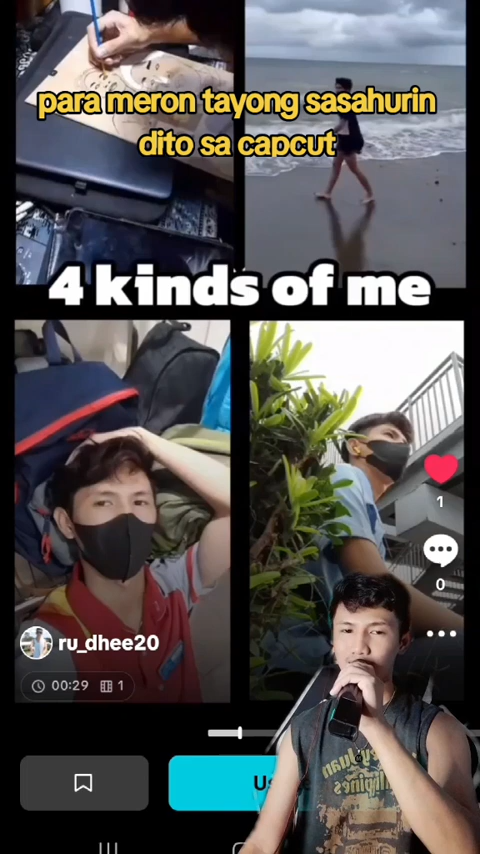 para meron tayong sasahurin
dito sa capcut
4 kinds of me
1
0
ru_dhee20
00:29 1